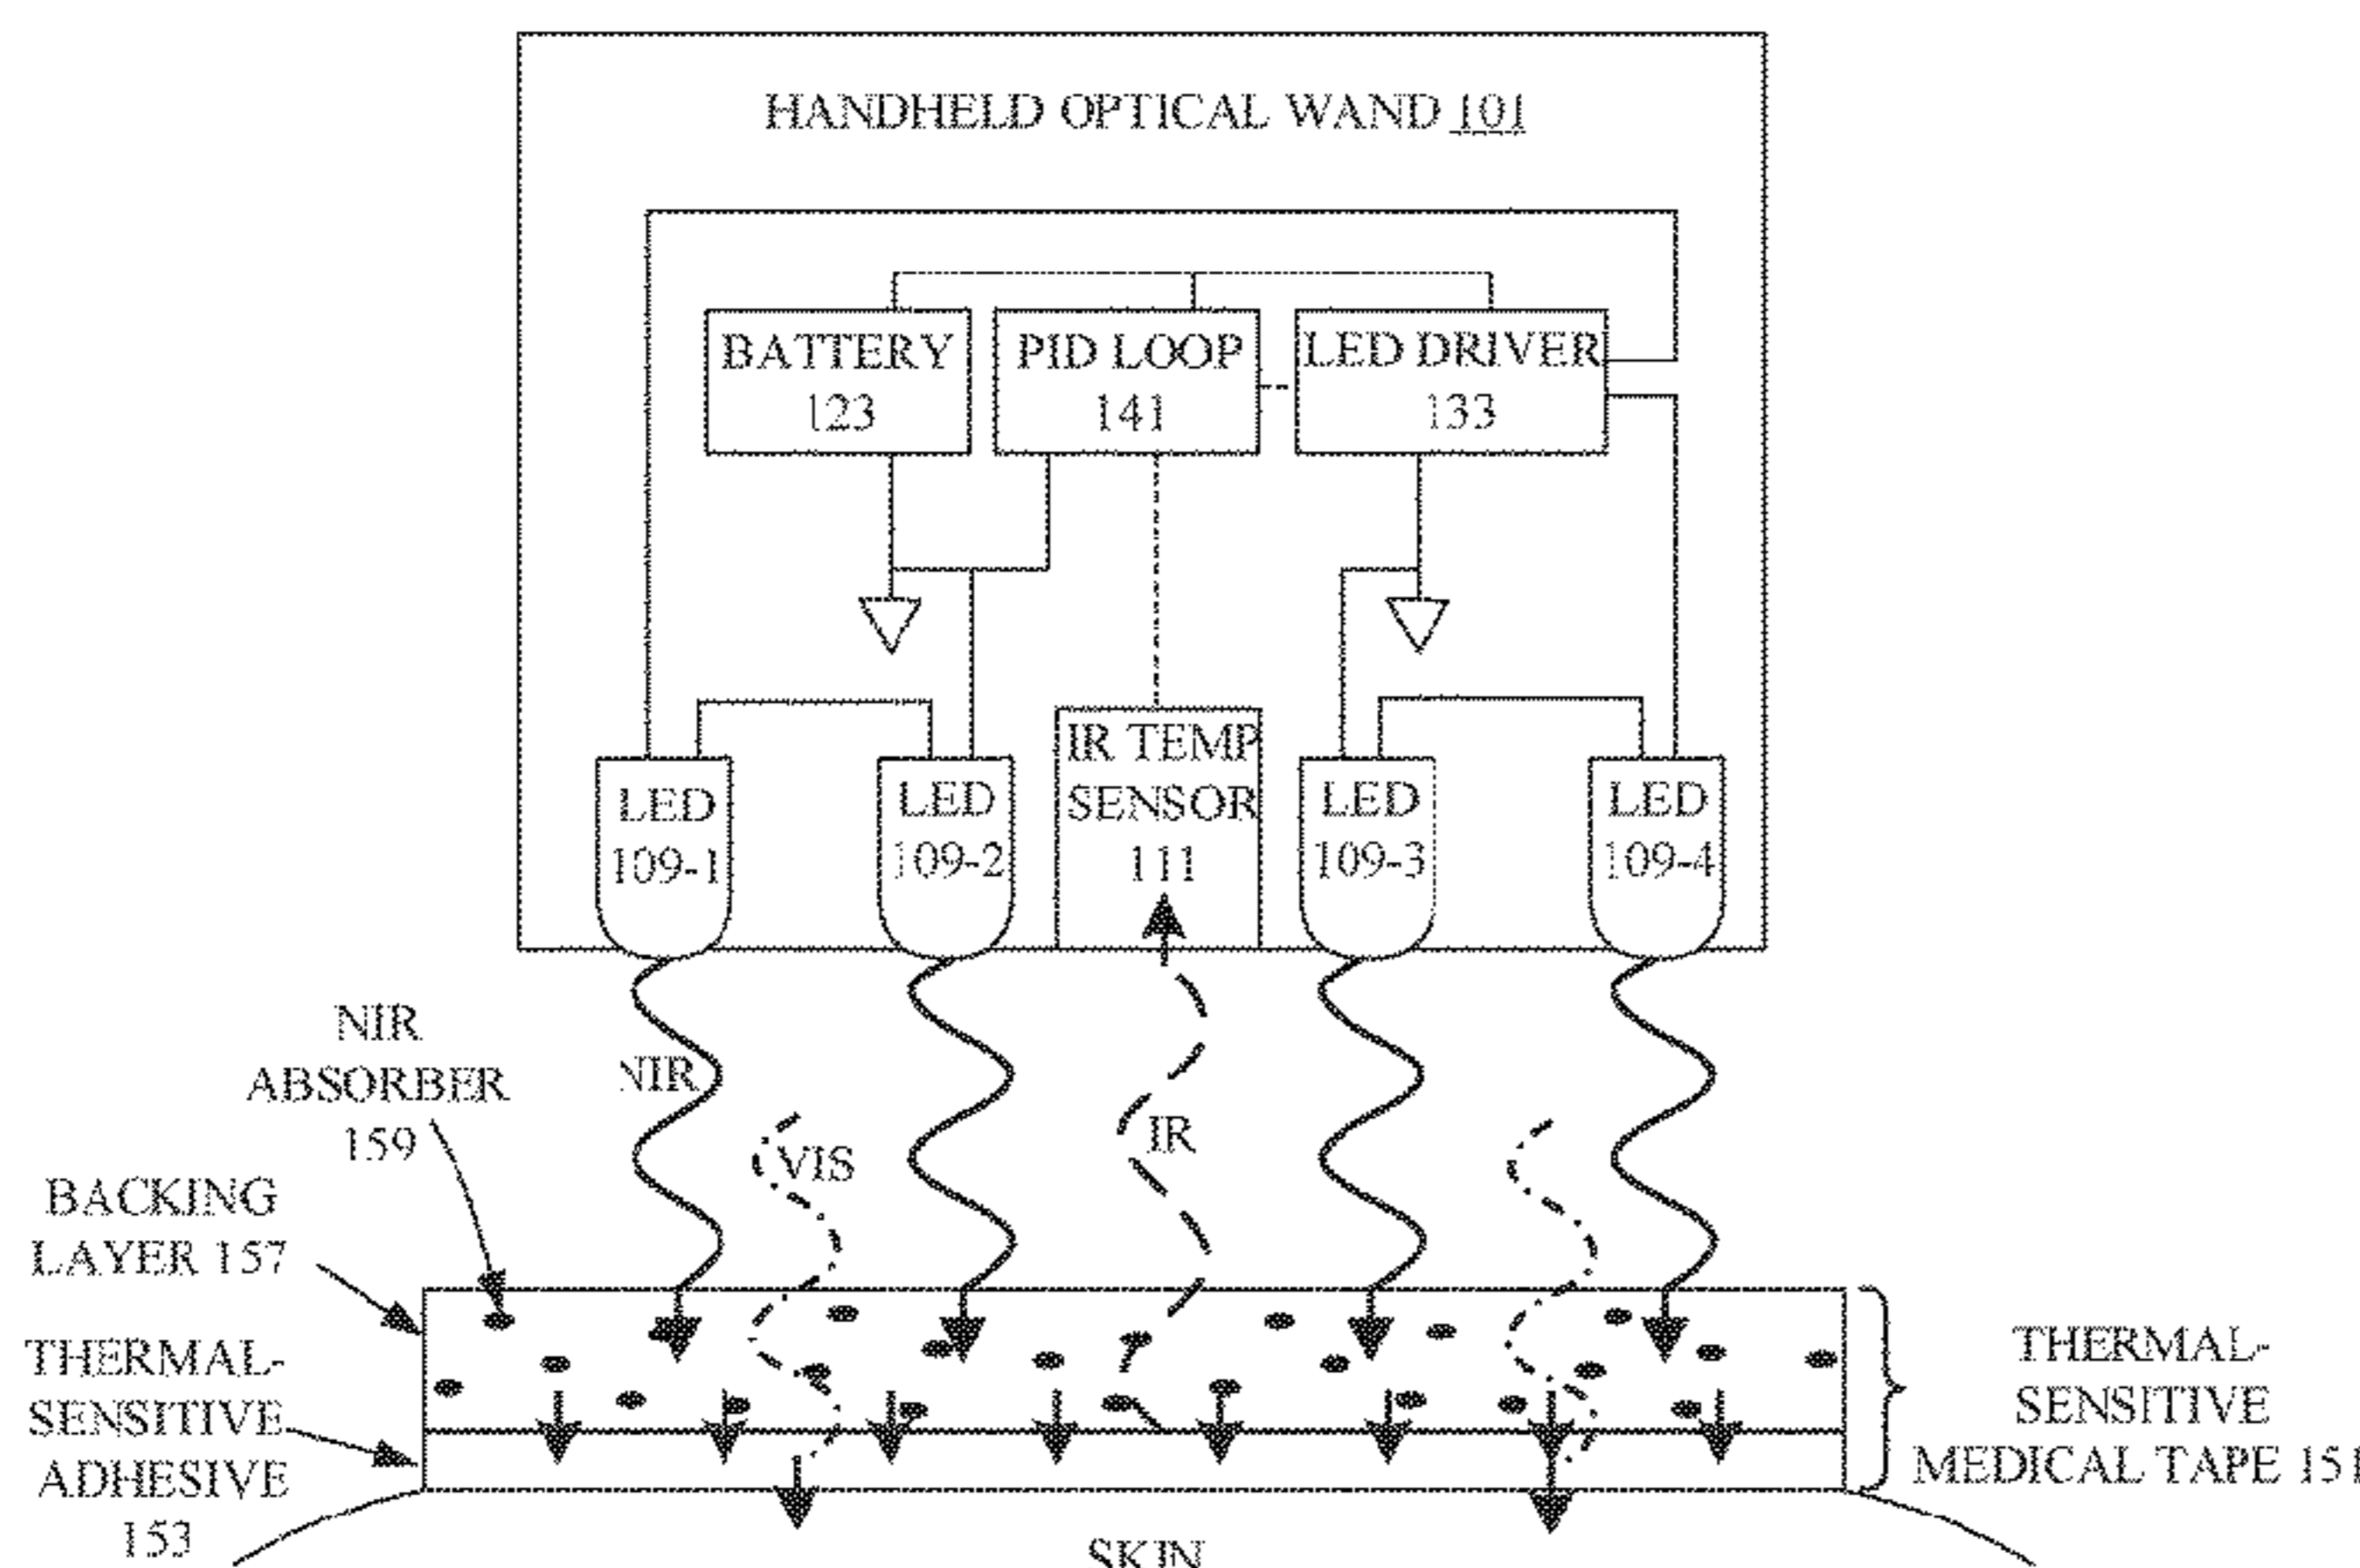 HANDHELD OPTICAL WAND 101
BATTERY
123
PID LOOP
141
LED DRIVER
133
LED
109-1
LED
109-2
IR TEMP
SENSOR
111
LED
109-3
LED
109-4
NIR
ABSORBER
159
NIR
VIS
IR
BACKING
LAYER 157
THERMAL-
SENSITIVE
ADHESIVE
153
THERMAL-
SENSITIVE
MEDICAL TAPE 151
SKIN